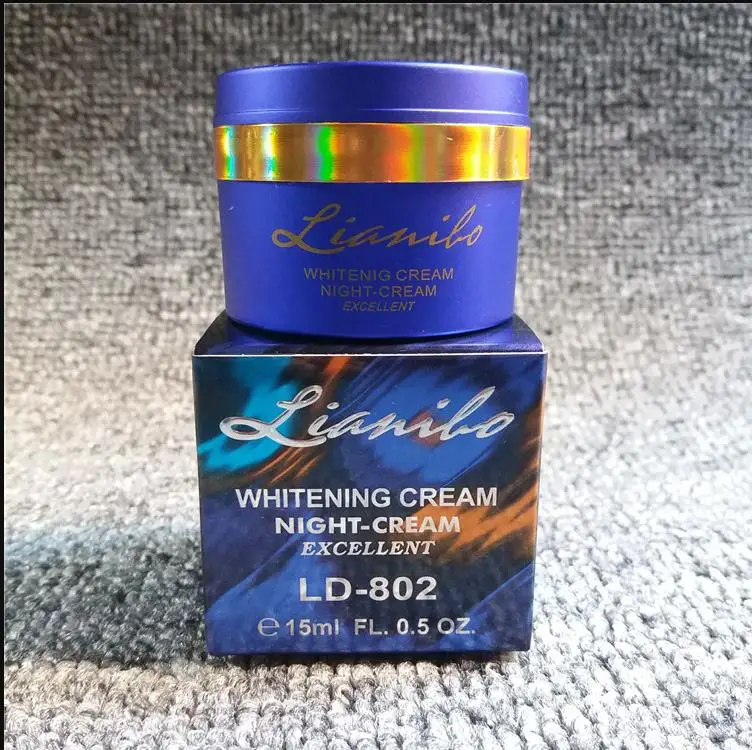 Lianibo
WHITENIG CREAM
NIGHT-CREAM
EXCELLENT
Lianibo
WHITENING CREAM
NIGHT-CREAM
EXCELLENT
LD-802
℮ 15ml FL. 0.5 OZ.